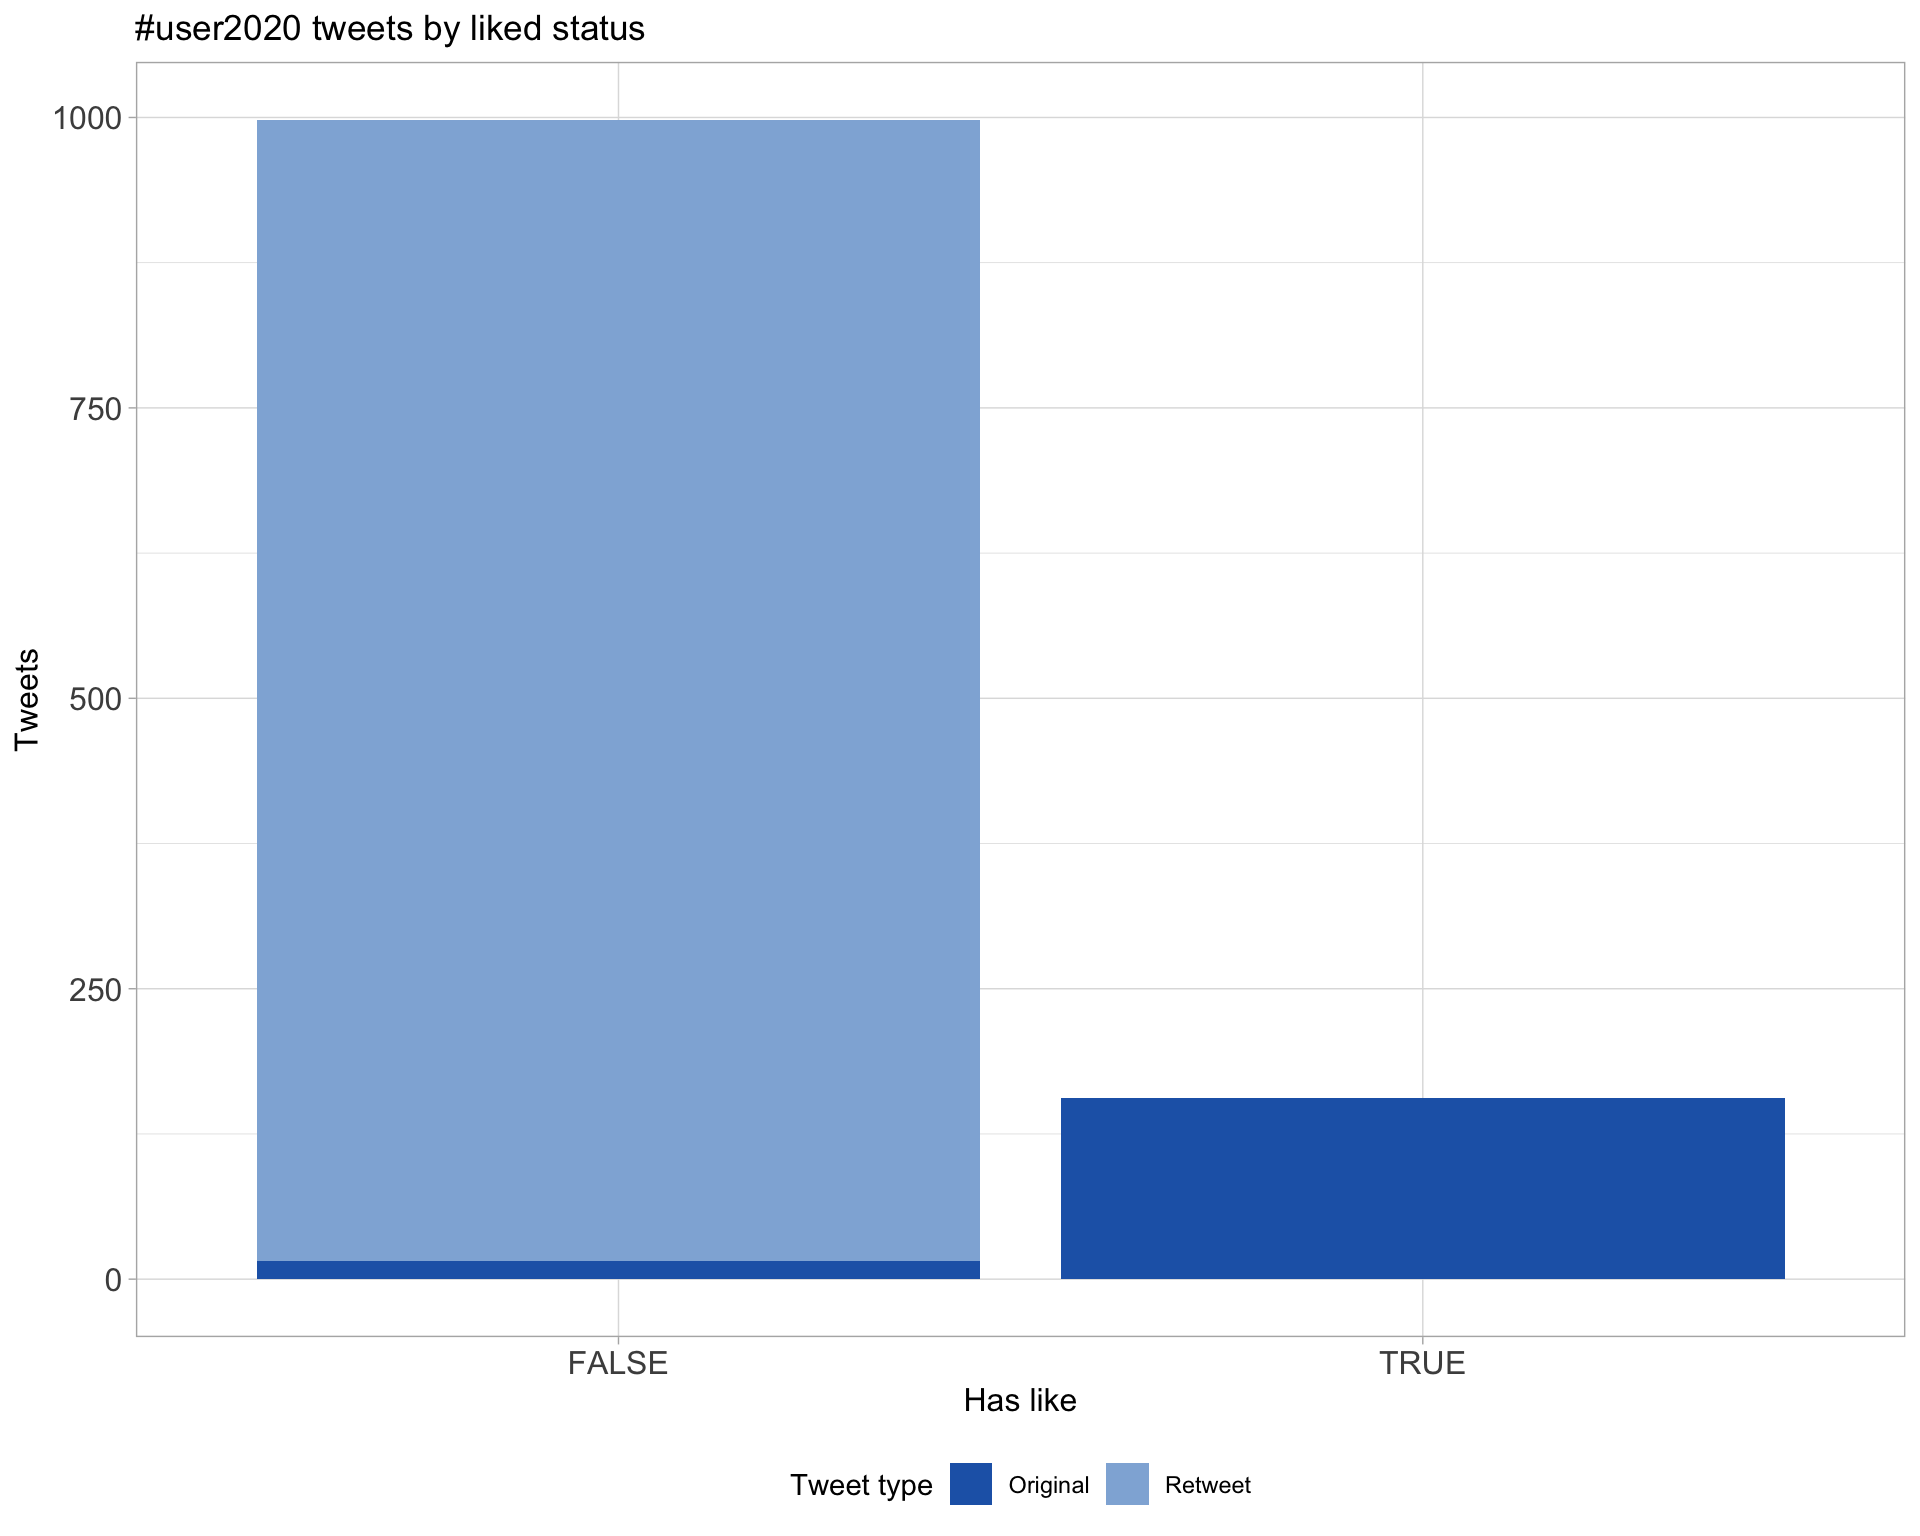 #user2020 tweets by liked status
1000
750
500
250
0
Tweets
FALSE TRUE
Has like
Tweet type Original Retweet